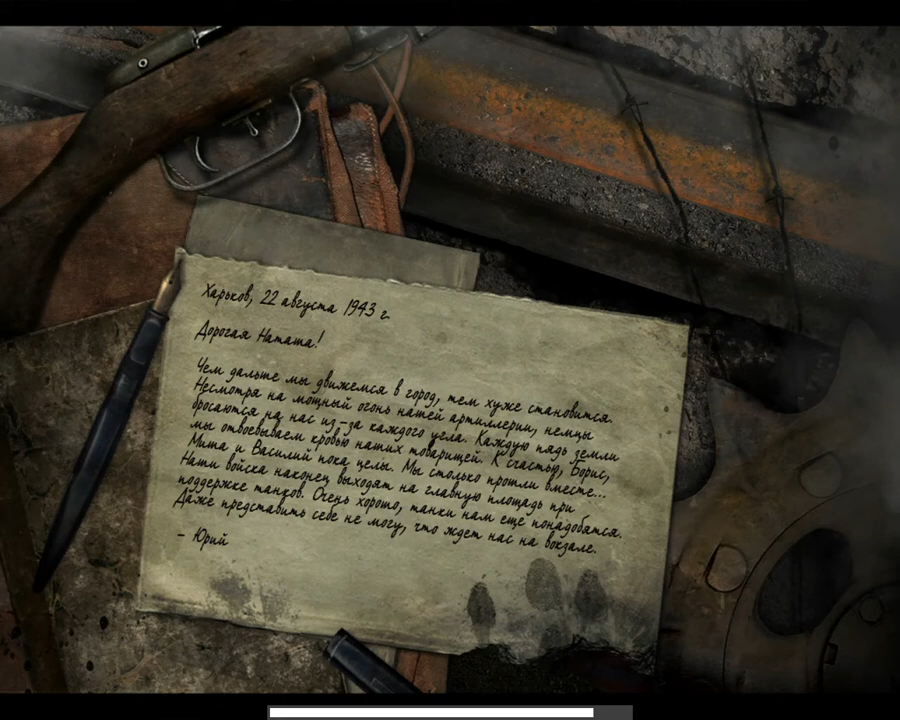 Харьков, 22 августа 1943 г.
Дорогая Наташа!
Чем дальше мы движемся в город, тем хуже становится.
Несмотря на мощный огонь нашей артиллерии, немцы
бросаются на нас из-за каждого угла. Каждую пядь земли
мы отвоевываем кровью наших товарищей. К счастью, Борис,
Миша и Василий пока целы. Мы столько прошли вместе...
Наши войска наконец выходят на главную площадь при
поддержке танков. Очень хорошо, танки нам еще понадобятся.
Даже представить себе не могу, что ждет нас на вокзале.
- Юрий